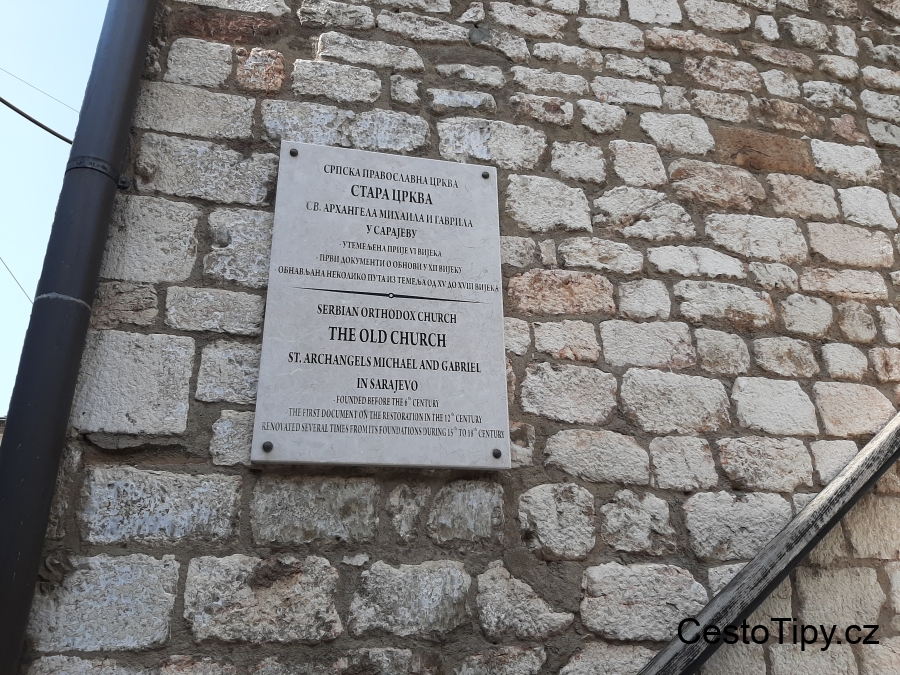 СРПСКА ПРАВОСЛАВНА ЦРКВА
СТАРА ЦРКВА
СВ. АРХАНГЕЛА МИХАИЛА И ГАВРИЛА
У САРАЈЕВУ
- УТЕМЕЉЕНА ПРИЈЕ VI ВИЈЕКА
- ПРВИ ДОКУМЕНТИ О ОБНОВИ У XII ВИЈЕКУ
- ОБНАВЉАНА НЕКОЛИКО ПУТА ИЗ ТЕМЕЉА ОД XV ДО XVIII ВИЈЕКА
SERBIAN ORTHODOX CHURCH
THE OLD CHURCH
ST. ARCHANGELS MICHAEL AND GABRIEL
IN SARAJEVO
- FOUNDED BEFORE THE 6th CENTURY
THE FIRST DOCUMENT ON THE RESTORATION IN THE 12th CENTURY
RENOVATED SEVERAL TIMES FROM ITS FOUNDATIONS DURING 15th TO 18th CENTURY
CestoTipy.cz